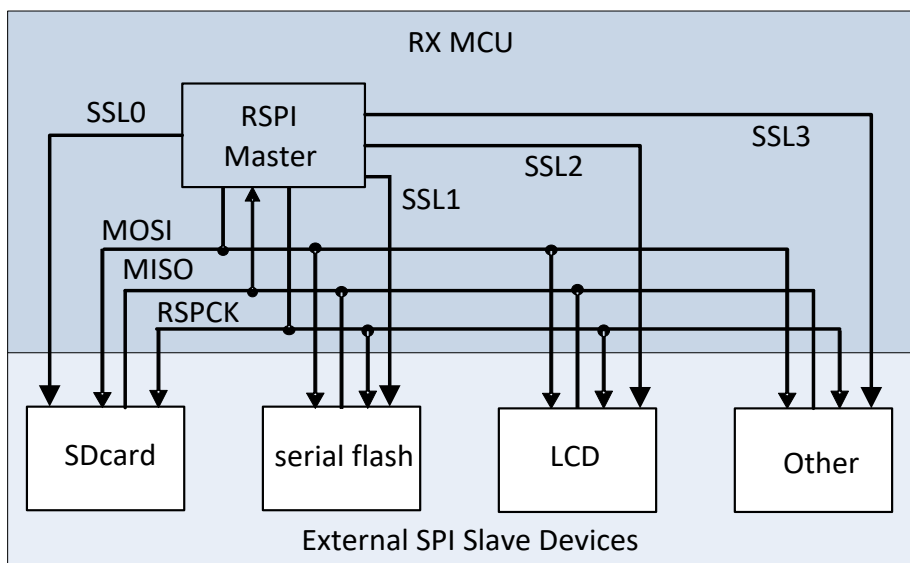 RX MCU
SSL0
RSPI
Master
SSL3
SSL2
SSL1
MOSI
MISO
RSPCK
SDcard
serial flash
LCD
Other
External SPI Slave Devices